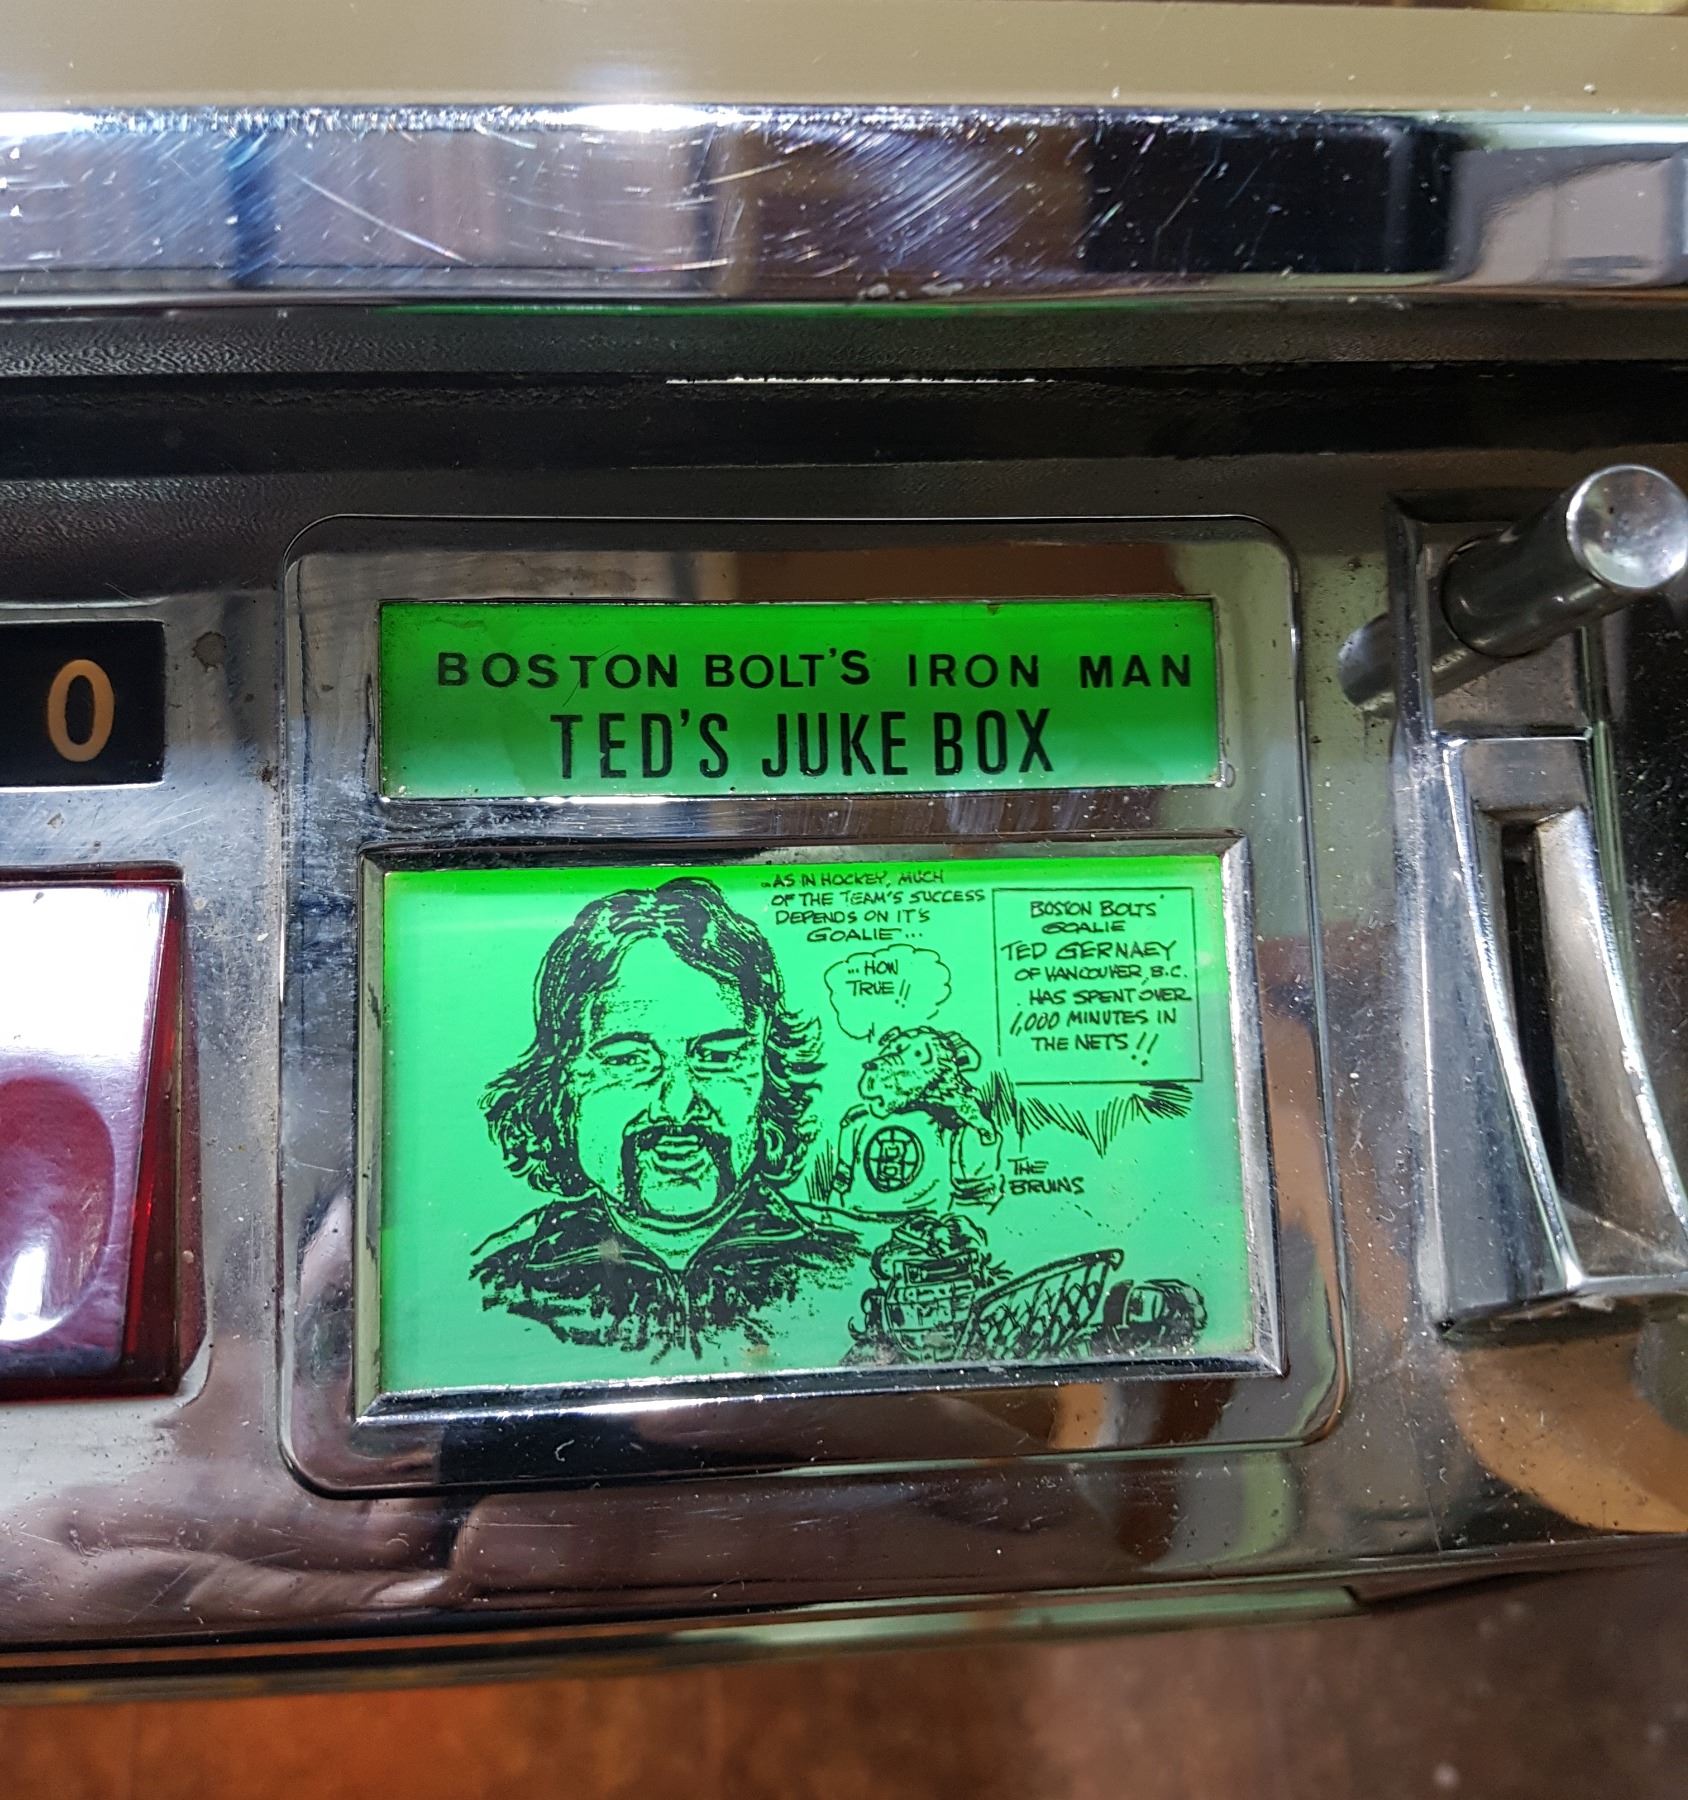 0
BOSTON BOLT'S IRON MAN
TED'S JUKE BOX
..AS IN HOCKEY, MUCH
OF THE TEAM'S SUCCESS
DEPENDS ON IT'S
GOALIE...
...HOW
TRUE!!
BOSTON BOLTS'
GOALIE
TED GERNAEY
OF VANCOUVER, B.C.
HAS SPENT OVER
1,000 MINUTES IN
THE NETS!!
THE
BRUINS